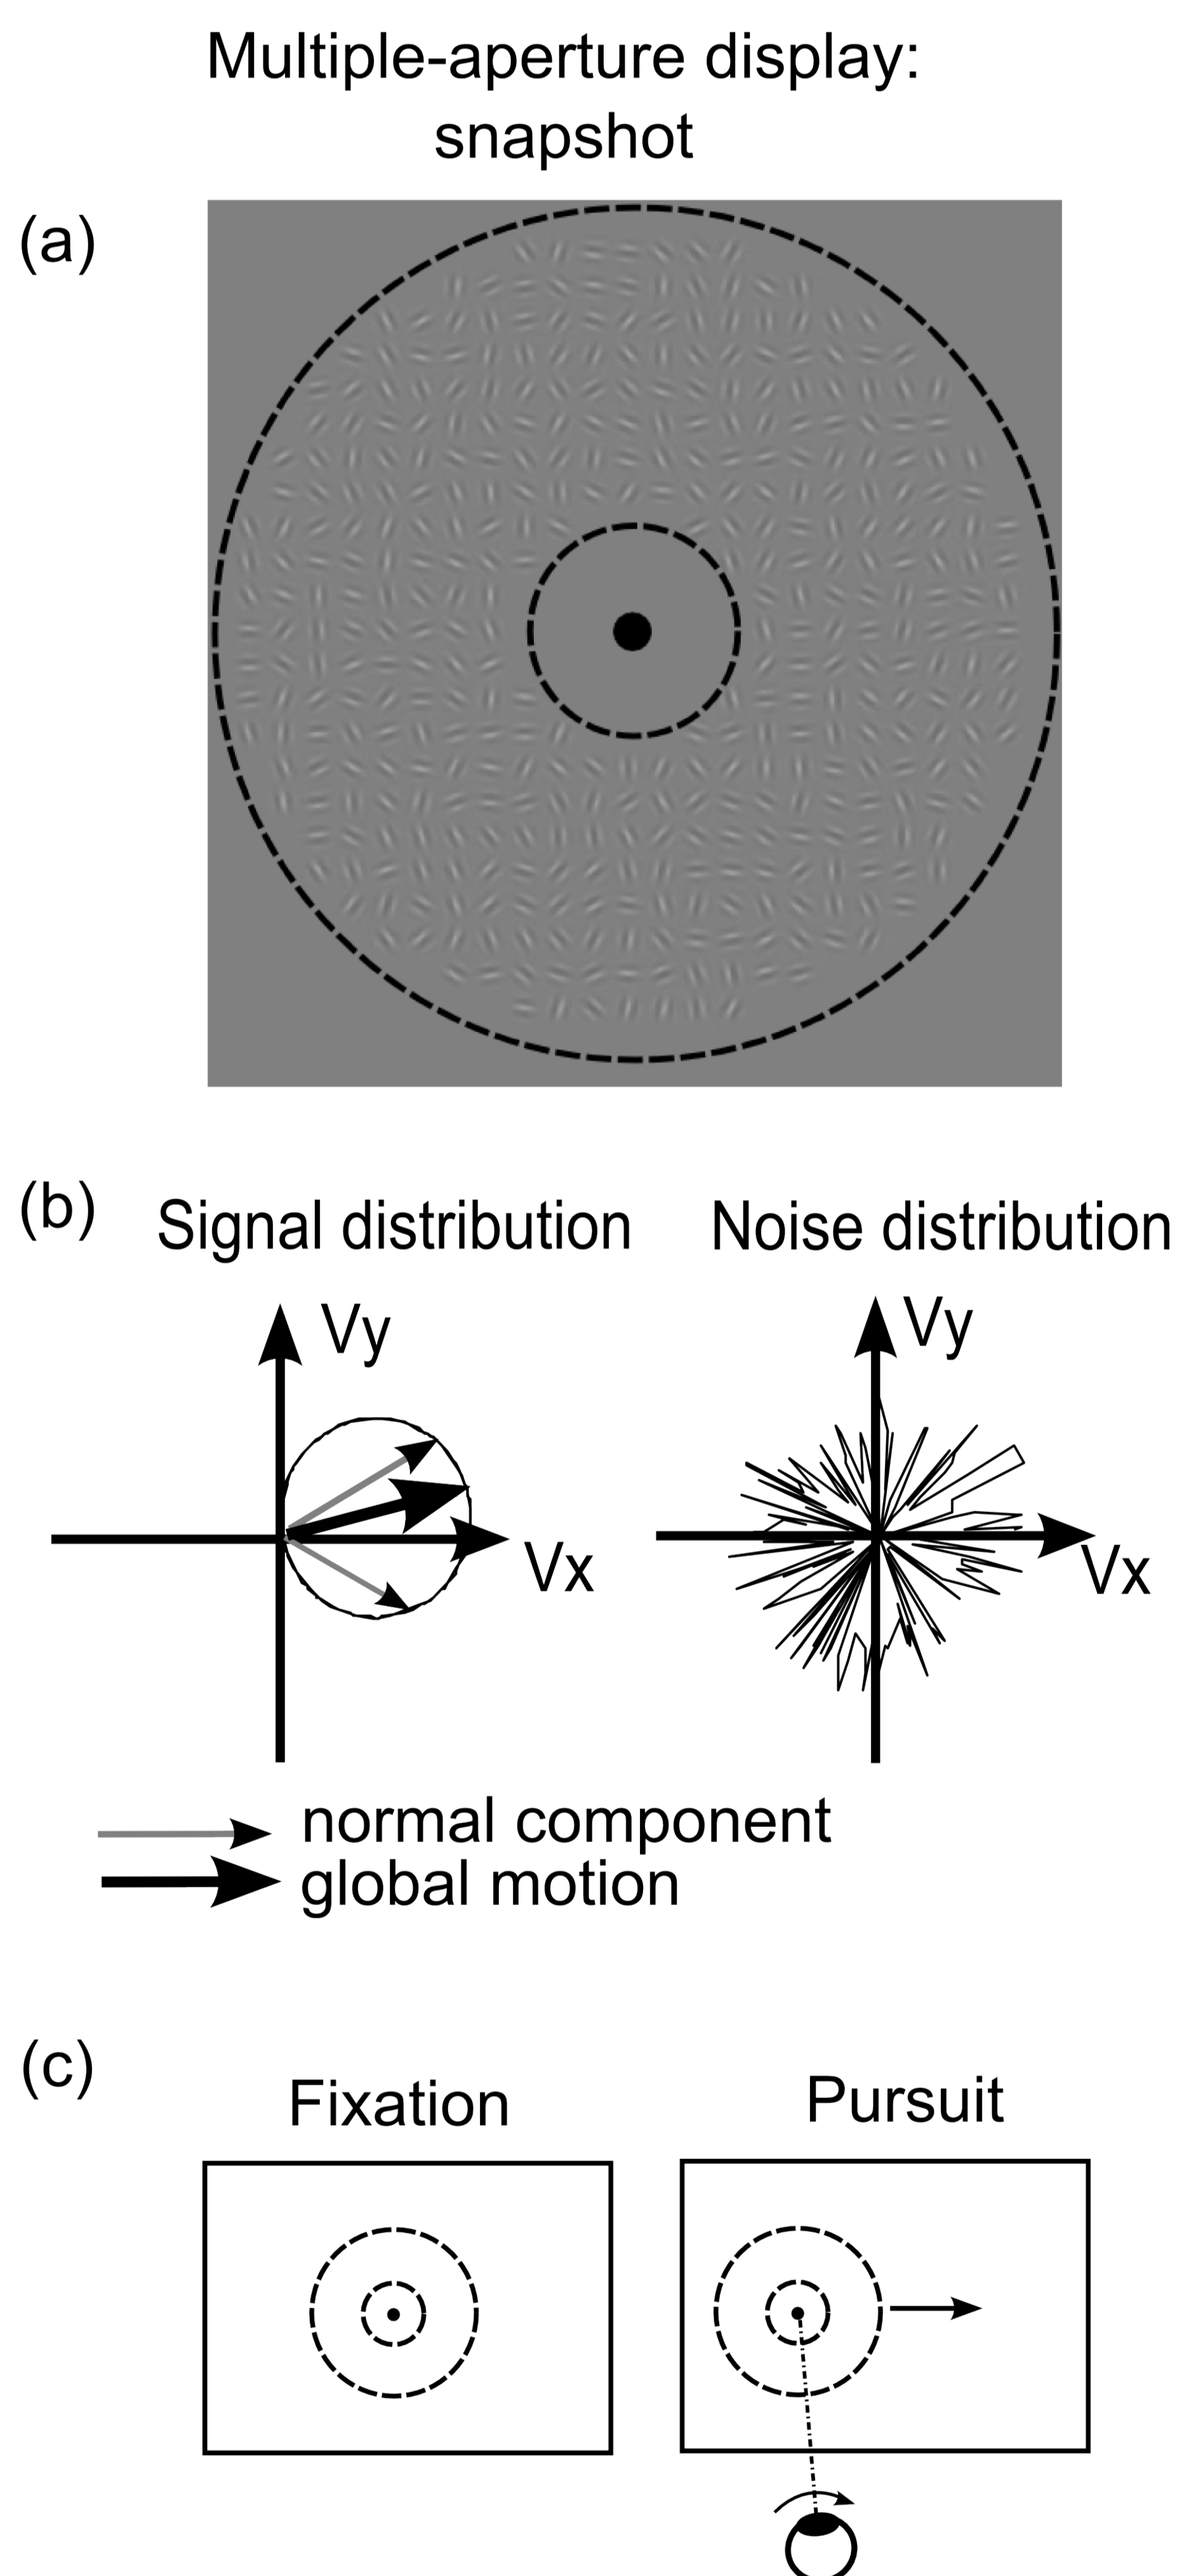 Multiple-aperture display:
snapshot
(a)
(b)
Signal distribution
Noise distribution
Vy
Vx
Vy
Vx
normal component
global motion
(c)
Fixation
Pursuit